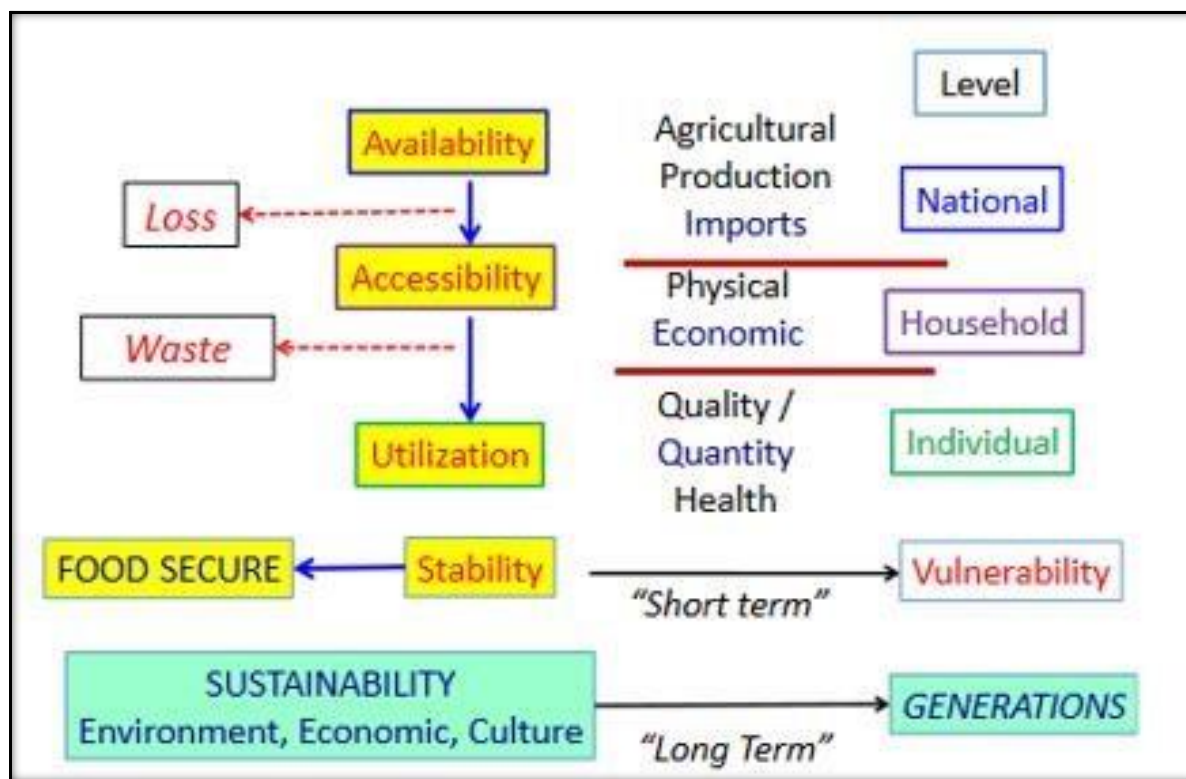 Level
Availability
Agricultural
Production
Imports
National
Loss
Accessibility
Physical
Economic
Household
Waste
Utilization
Quality /
Quantity
Health
Individual
FOOD SECURE
Stability
"Short term"
Vulnerability
SUSTAINABILITY
Environment, Economic, Culture
"Long Term"
GENERATIONS